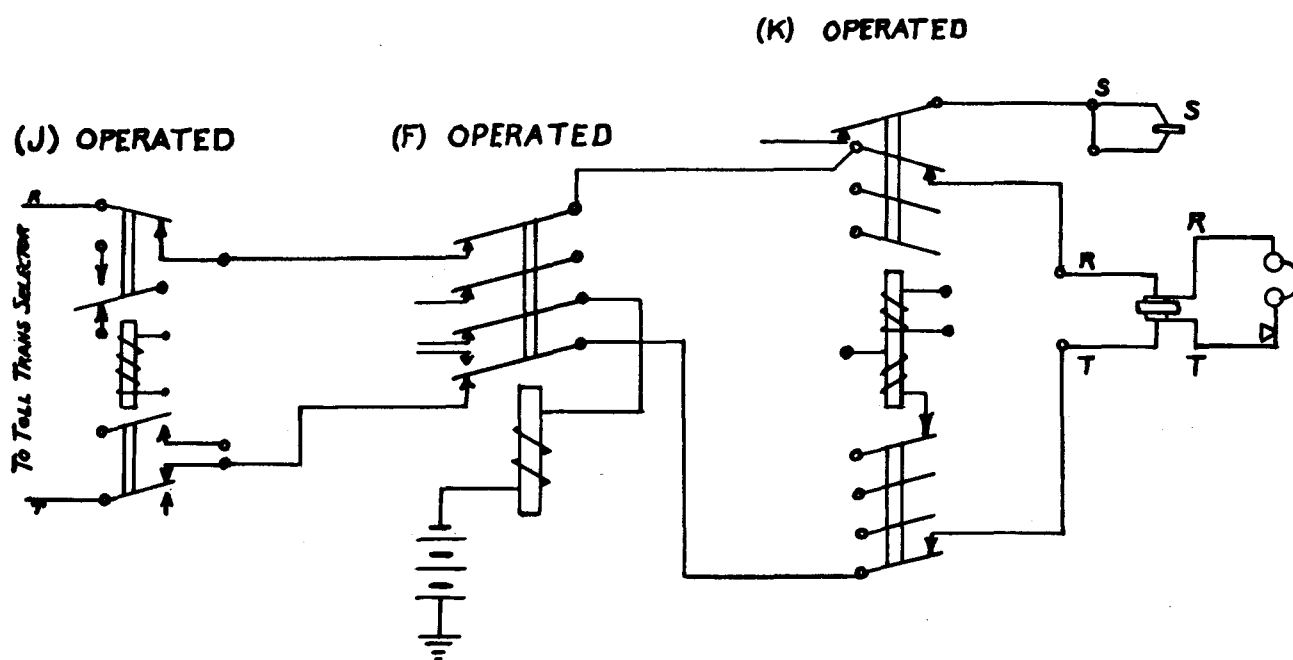 (K) OPERATED
(J) OPERATED
(F) OPERATED
S
S
R
R
R
T
T
T
TO TOLL TRANS SELECTOR